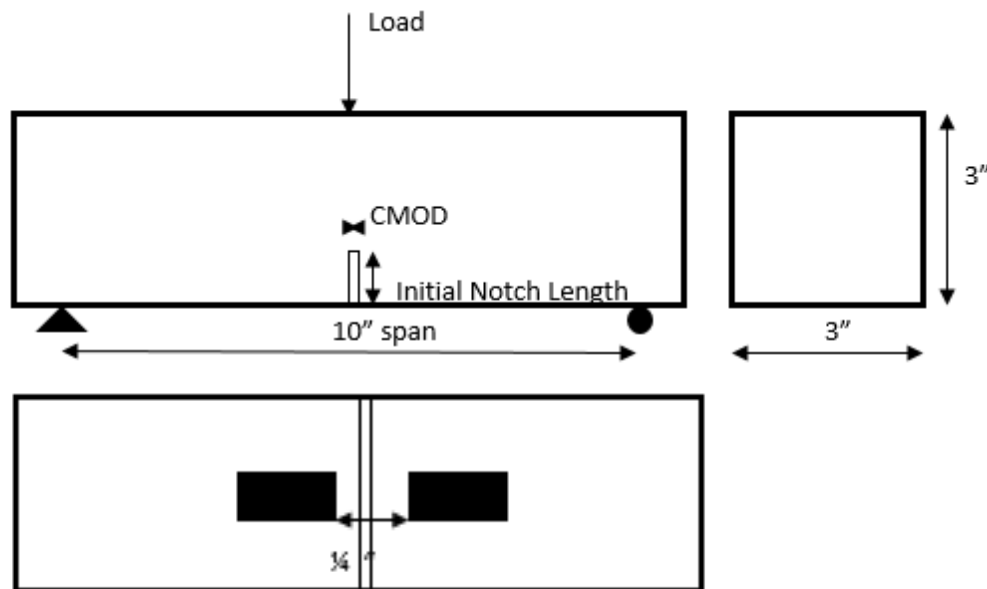 Load
3”
CMOD
Initial Notch Length
10” span
3”
¼ ”